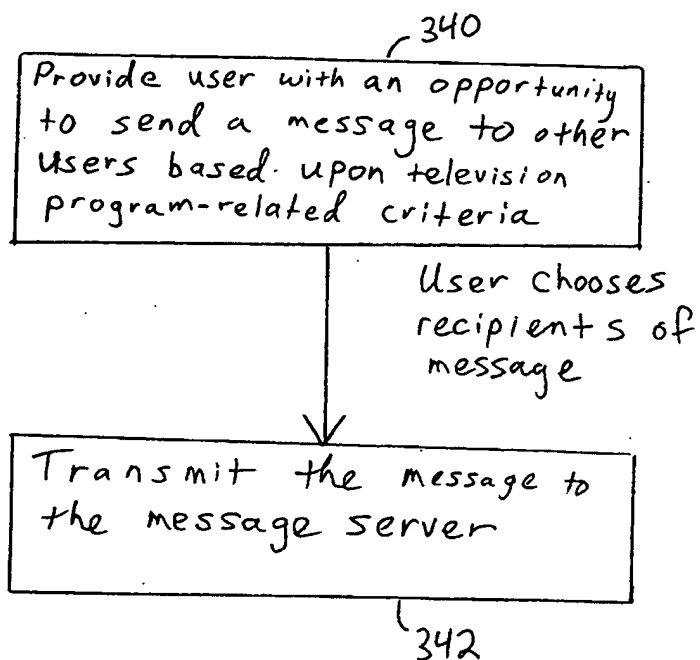 340
Provide user with an opportunity
to send a message to other
users based upon television
program-related criteria
User chooses
recipients of
message
Transmit the message to
the message server
342